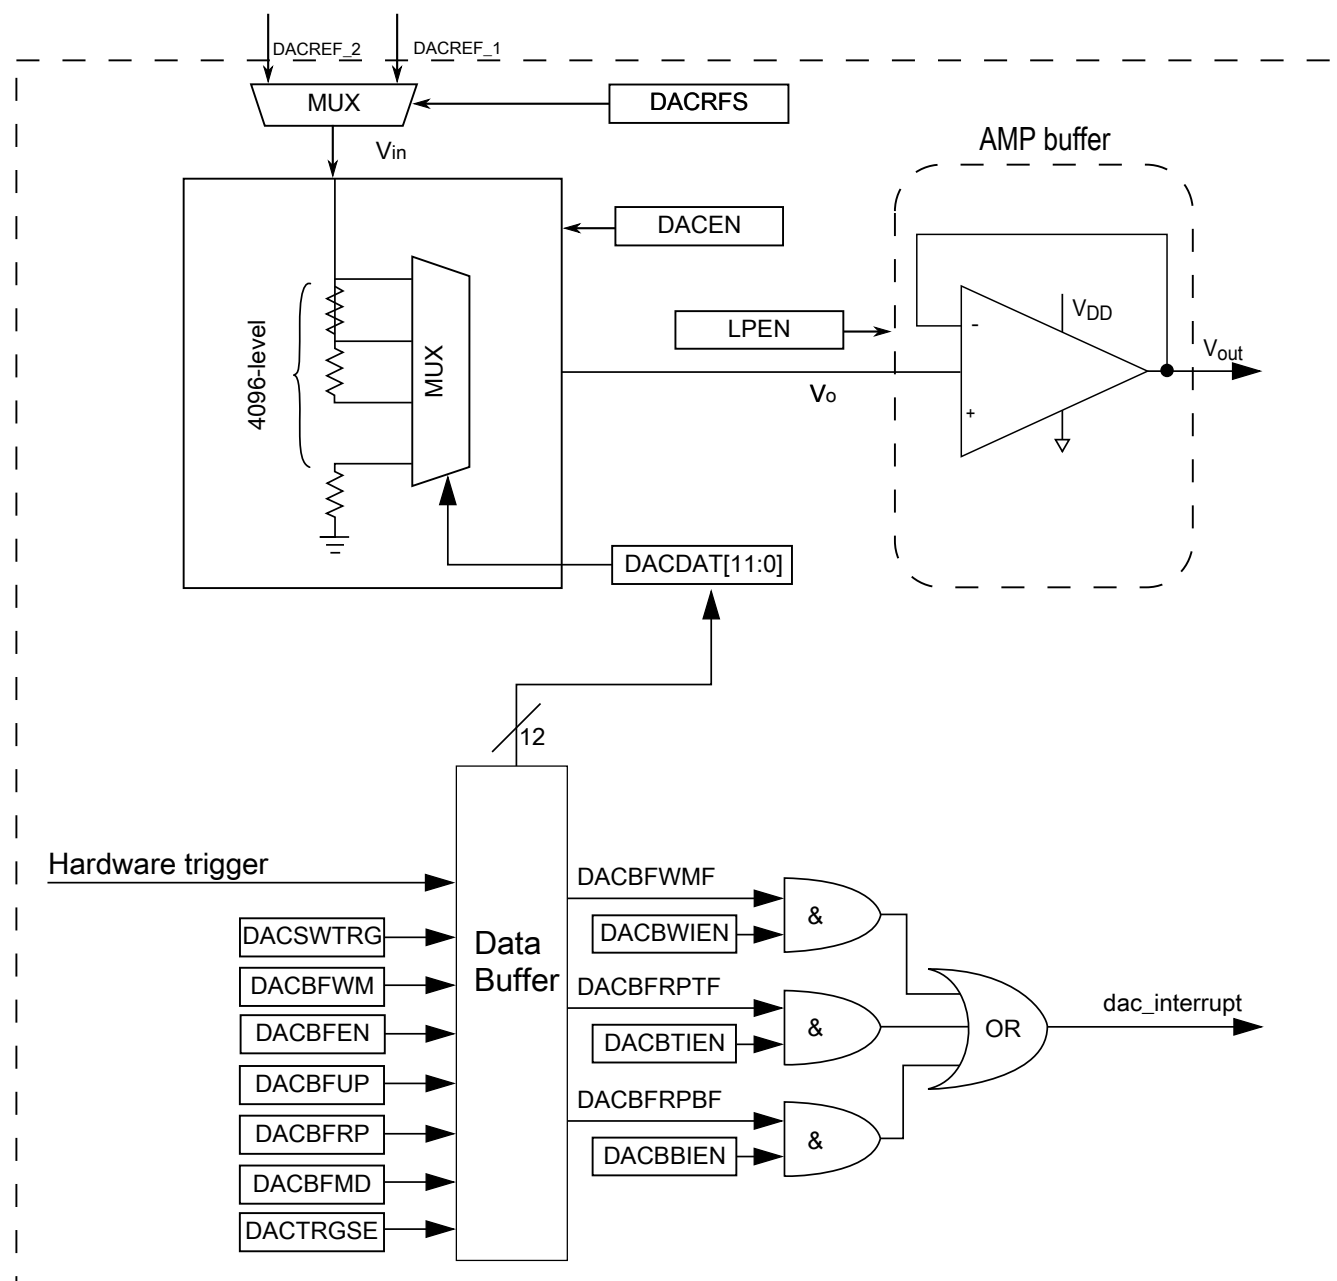 DACREF_2 DACREF_1
MUX
DACRFS
Vin
AMP buffer
DACEN
LPEN
4096-level
MUX
-
VDD
Vout
Vo
+
DACDAT[11:0]
12
Hardware trigger
DACSWTRG
DACBFWM
DACBFEN
DACBFUP
DACBFRP
DACBFMD
DACTRGSE
Data
Buffer
DACBFWMF
&
DACBWIEN
DACBFRPTF
&
DACBTIEN
DACBFRPBF
&
DACBBIEN
OR
dac_interrupt